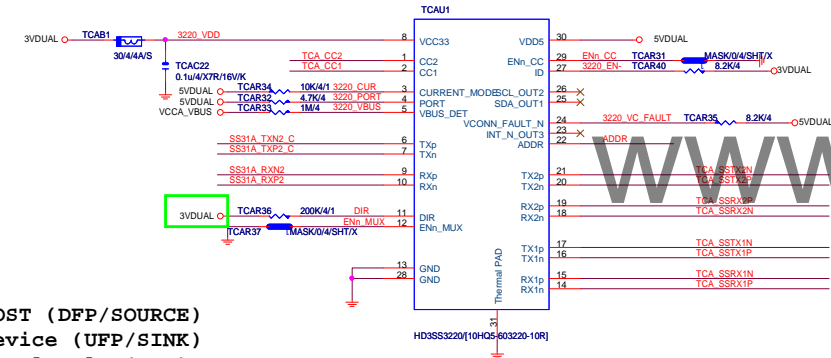 TCAU1
3VDUAL TCAB1 3220_VDD 8 VCC33 VDD5 30 5VDUAL
30/4/4A/S
TCAC22
0.1u/4/X7R/16V/K
TCA_CC2 1 CC2
TCA_CC1 2 CC1
ENn_CC 29 ENn_CC TCAR31 MASK/0/4/SHT/X
ID 27 3220_EN- TCAR40 8.2K/4 3VDUAL
5VDUAL TCAR34 10K/4/1 3220_CUR 3 CURRENT_MODE SCL_OUT2 26
5VDUAL TCAR32 4.7K/4 3220_PORT 4 PORT SDA_OUT1 25
VCCA_VBUS TCAR33 1M/4 3220_VBUS 5 VBUS_DET
VCONN_FAULT_N 24 3220_VC_FAULT TCAR35 8.2K/4 5VDUAL
INT_N_OUT3 23
ADDR 22 ADDR
SS31A_TXN2_C 6 TXp
SS31A_TXP2_C 7 TXn
SS31A_RXN2 9 RXp
SS31A_RXP2 10 RXn
TX2p 21 TCA_SSTX2N
TX2n 20 TCA_SSTX2P
RX2p 19 TCA_SSRX2P
RX2n 18 TCA_SSRX2N
3VDUAL TCAR36 200K/4/1 DIR 11 DIR
TCAR37 MASK/0/4/SHT/X ENn_MUX 12 ENn_MUX
TX1p 17 TCA_SSTX1N
TX1n 16 TCA_SSTX1P
13 GND
28 GND
RX1p 15 TCA_SSRX1N
RX1n 14 TCA_SSRX1P
Thermal PAD
31
HD3SS3220/[10HQ5-603220-10R]
OST (DFP/SOURCE)
evice (UFP/SINK)
WWW